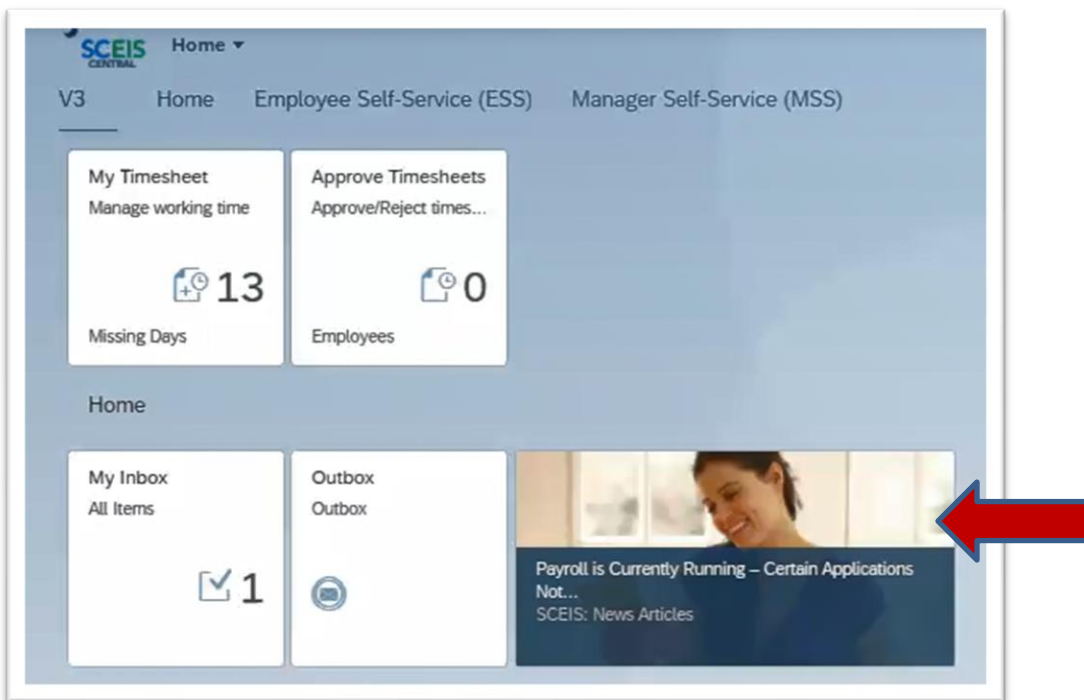 SCEIS
CENTRAL
Home
V3 Home Employee Self-Service (ESS) Manager Self-Service (MSS)
My Timesheet
Manage working time
13
Missing Days
Approve Timesheets
Approve/Reject times...
0
Employees
Home
My Inbox
All Items
1
Outbox
Outbox
Payroll is Currently Running – Certain Applications
Not...
SCEIS: News Articles